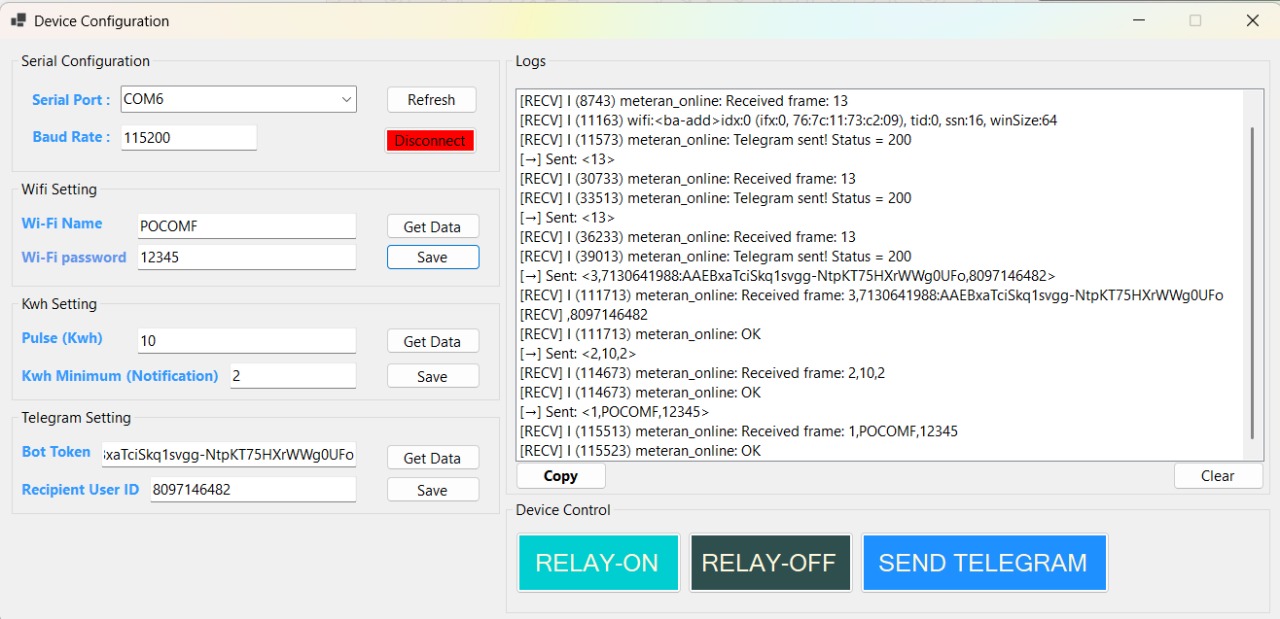 Device Configuration
Serial Configuration
Serial Port :
COM6
Refresh
Baud Rate :
115200
Disconnect
Wifi Setting
Wi-Fi Name
POCOMF
Get Data
Wi-Fi password
12345
Save
Kwh Setting
Pulse (Kwh)
10
Get Data
Kwh Minimum (Notification)
2
Save
Telegram Setting
Bot Token
xaTciSkq1svgg-NtpKT75HXrWWg0UFo
Get Data
Recipient User ID
8097146482
Save
Logs
[RECV] I (8743) meteran_online: Received frame: 13
[RECV] I (11163) wifi:<ba-add>idx:0 (ifx:0, 76:7c:11:73:c2:09), tid:0, ssn:16, winSize:64
[RECV] I (11573) meteran_online: Telegram sent! Status = 200
[→] Sent: <13>
[RECV] I (30733) meteran_online: Received frame: 13
[RECV] I (33513) meteran_online: Telegram sent! Status = 200
[→] Sent: <13>
[RECV] I (36233) meteran_online: Received frame: 13
[RECV] I (39013) meteran_online: Telegram sent! Status = 200
[→] Sent: <3,7130641988:AAEBxaTciSkq1svgg-NtpKT75HXrWWg0UFo,8097146482>
[RECV] I (111713) meteran_online: Received frame: 3,7130641988:AAEBxaTciSkq1svgg-NtpKT75HXrWWg0UFo
[RECV] ,8097146482
[RECV] I (111713) meteran_online: OK
[→] Sent: <2,10,2>
[RECV] I (114673) meteran_online: Received frame: 2,10,2
[RECV] I (114673) meteran_online: OK
[→] Sent: <1,POCOMF,12345>
[RECV] I (115513) meteran_online: Received frame: 1,POCOMF,12345
[RECV] I (115523) meteran_online: OK
Copy
Clear
Device Control
RELAY-ON
RELAY-OFF
SEND TELEGRAM